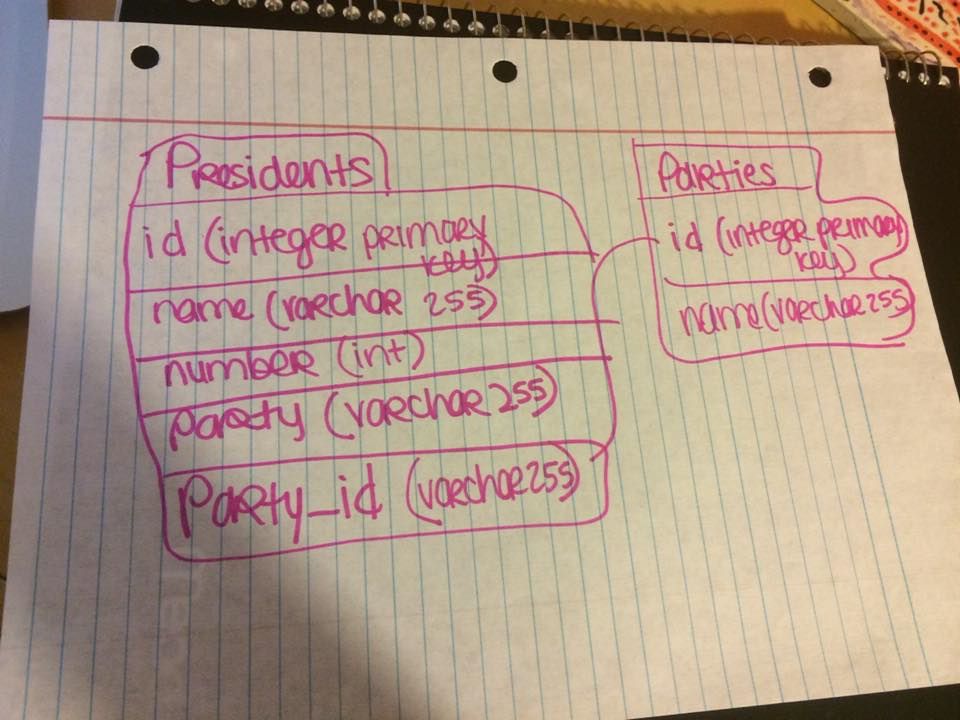 Presidents
id (integer primary
key)
name (varchar 255)
number (int)
party (varchar 255)
Party_id (varchar 255)
Parties
id (integer primary
key)
name (varchar 255)